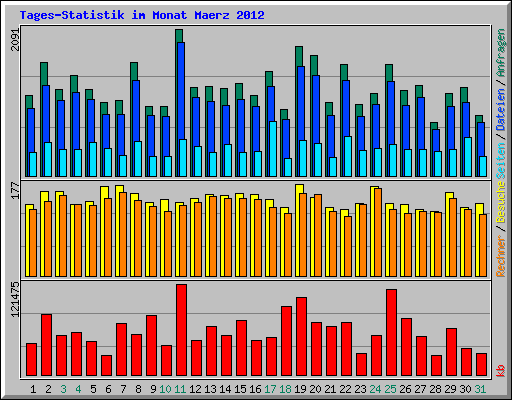 Tages-Statistik im Monat Maerz 2012
2091
177
121475
Rechner / Besuche Seiten / Dateien / Anfragen
kb
1 2 3 4 5 6 7 8 9 10 11 12 13 14 15 16 17 18 19 20 21 22 23 24 25 26 27 28 29 30 31